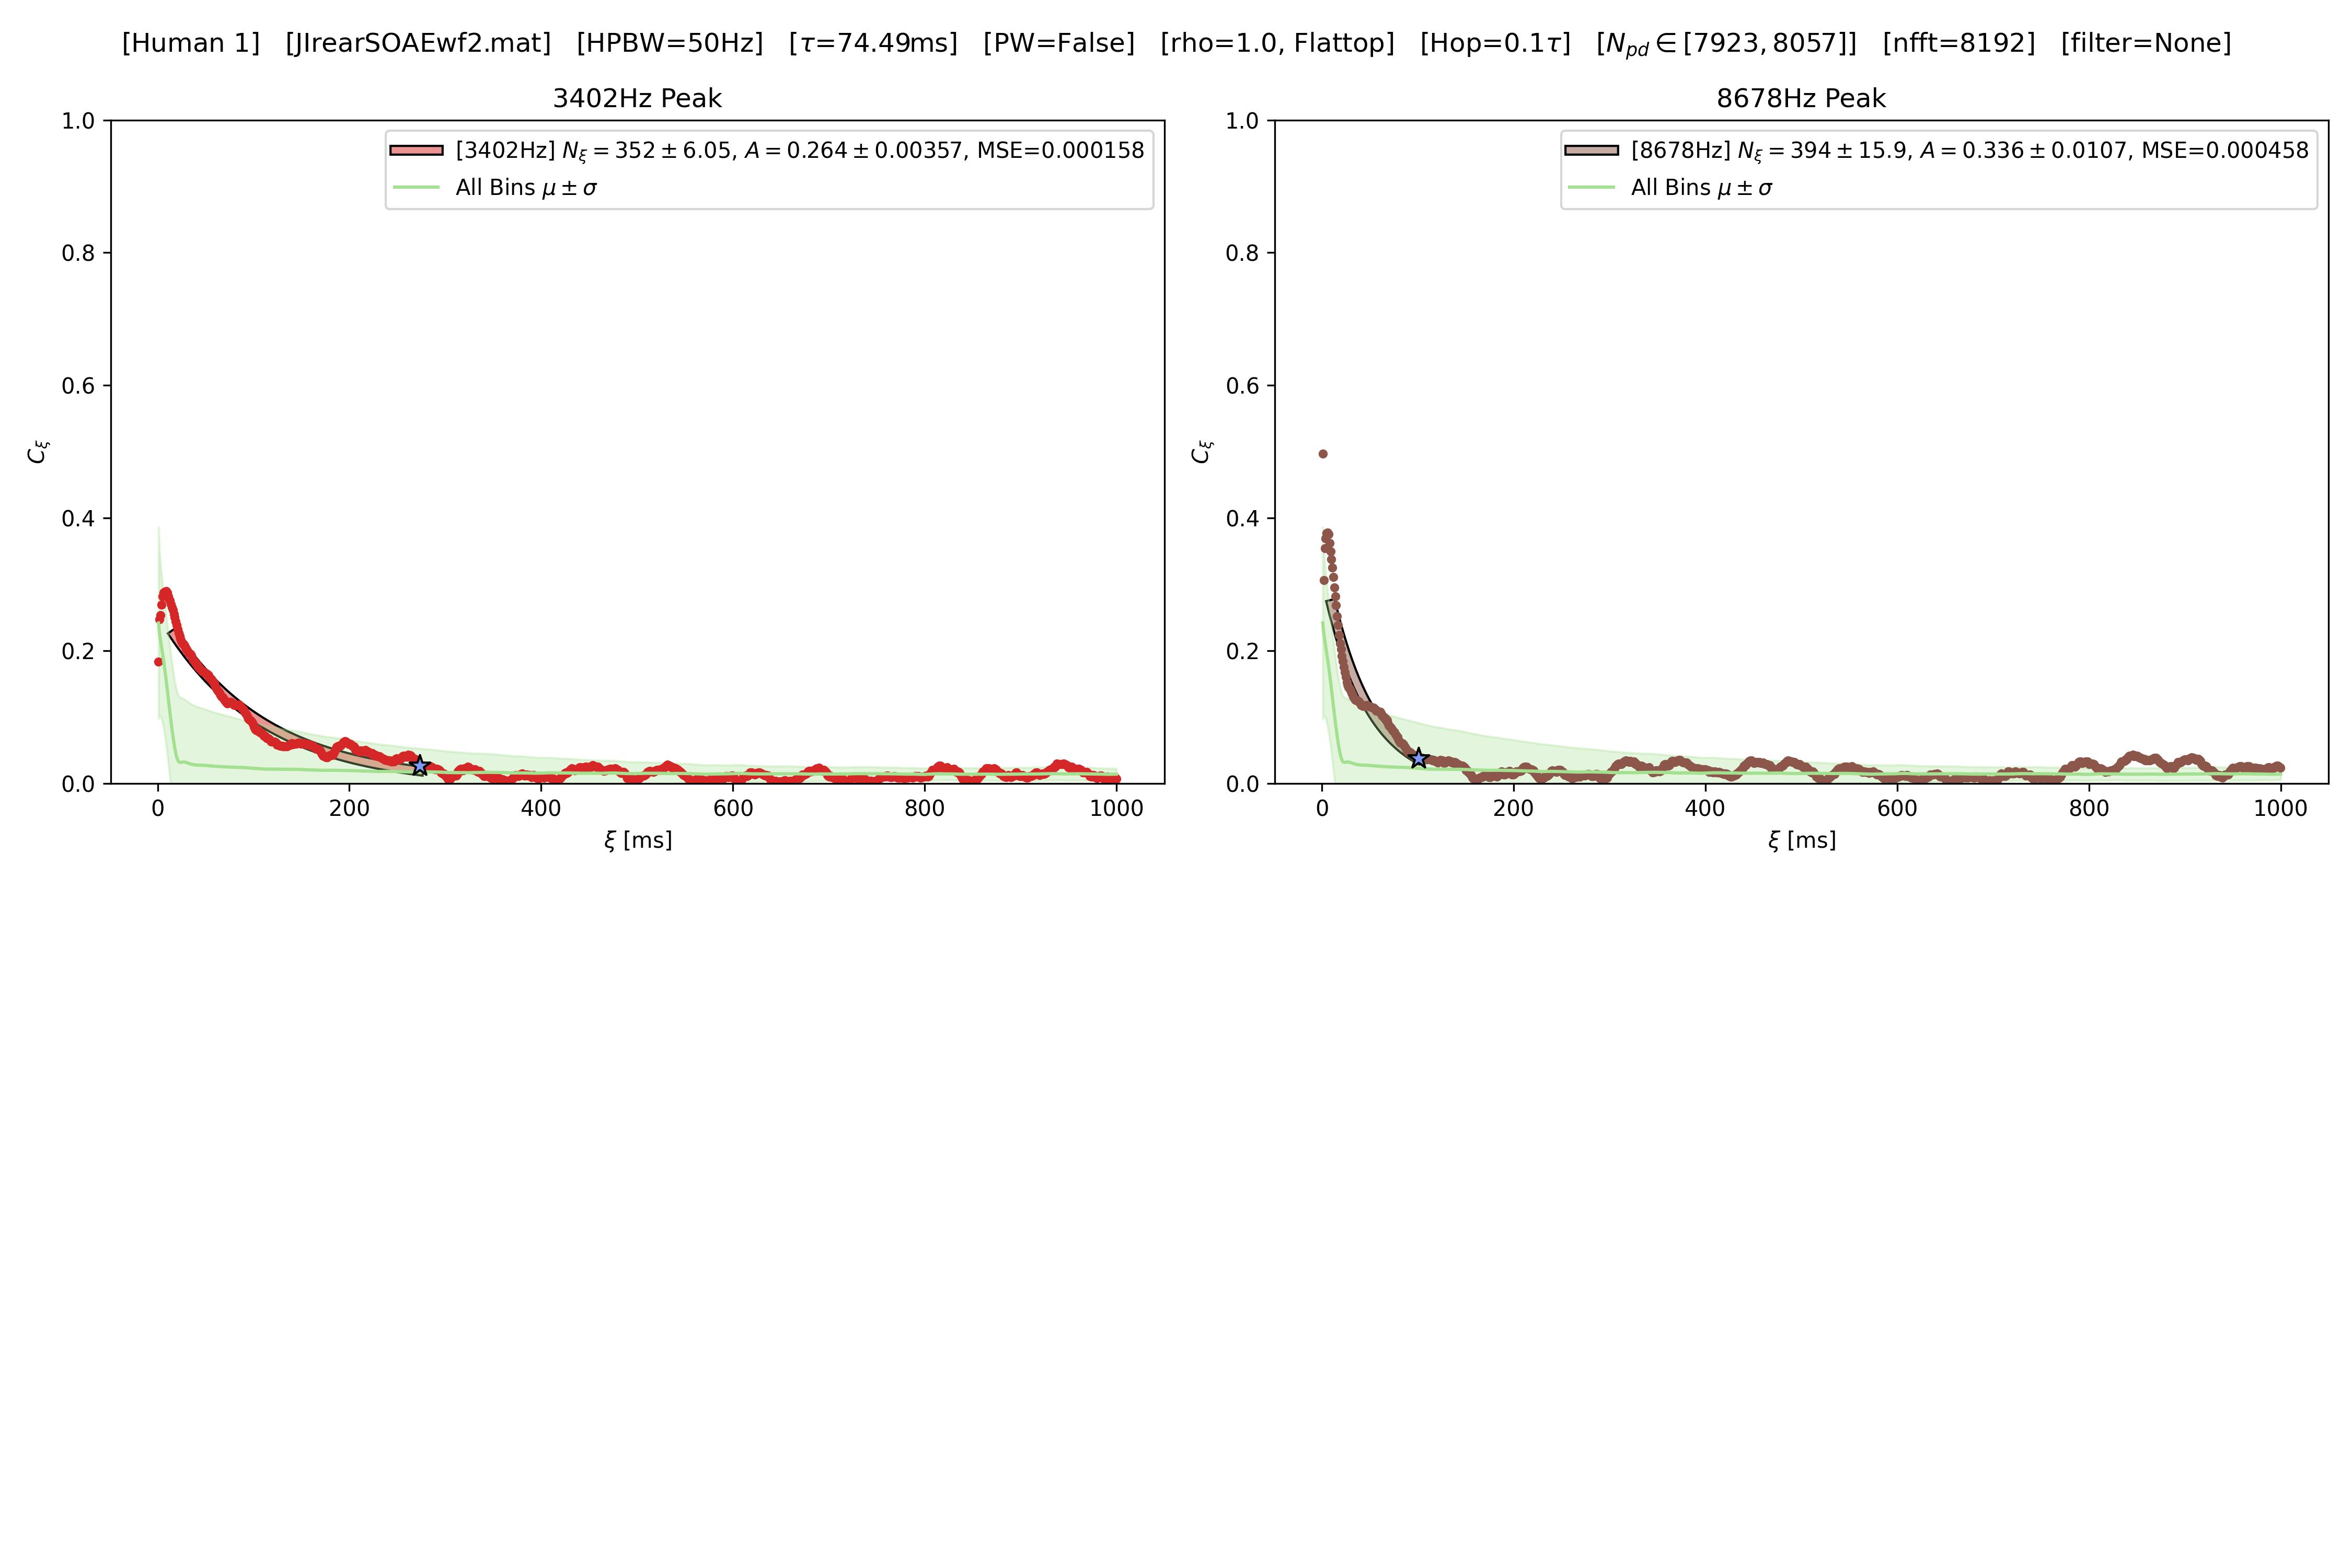 [Human 1] [JIrearSOAEwf2.mat] [HPBW=50Hz] [τ=74.49ms] [PW=False] [rho=1.0, Flattop] [Hop=0.1τ] [N_pd ∈ [7923, 8057]] [nfft=8192] [filter=None]
3402Hz Peak
[3402Hz] N_ξ = 352 ± 6.05, A = 0.264 ± 0.00357, MSE=0.000158
All Bins μ ± σ
1.0
0.8
0.6
0.4
0.2
0.0
C_ξ
0 200 400 600 800 1000
ξ [ms]
8678Hz Peak
[8678Hz] N_ξ = 394 ± 15.9, A = 0.336 ± 0.0107, MSE=0.000458
All Bins μ ± σ
1.0
0.8
0.6
0.4
0.2
0.0
C_ξ
0 200 400 600 800 1000
ξ [ms]